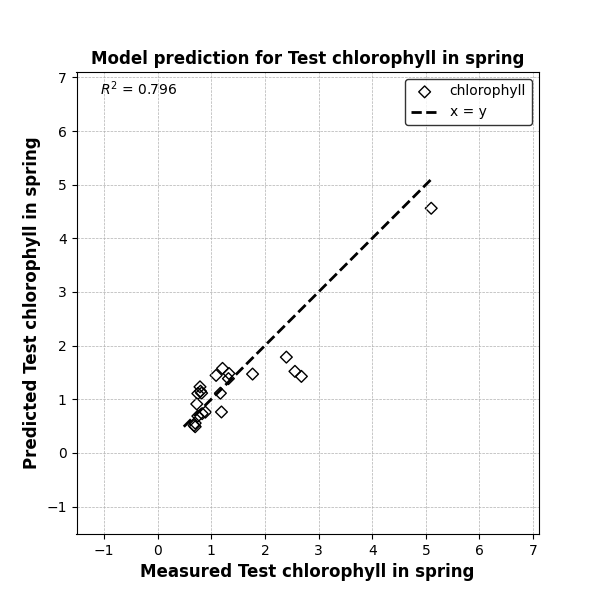 Model prediction for Test chlorophyll in spring
R² = 0.796
chlorophyll
x = y
Predicted Test chlorophyll in spring
7
6
5
4
3
2
1
0
−1
−1 0 1 2 3 4 5 6 7
Measured Test chlorophyll in spring